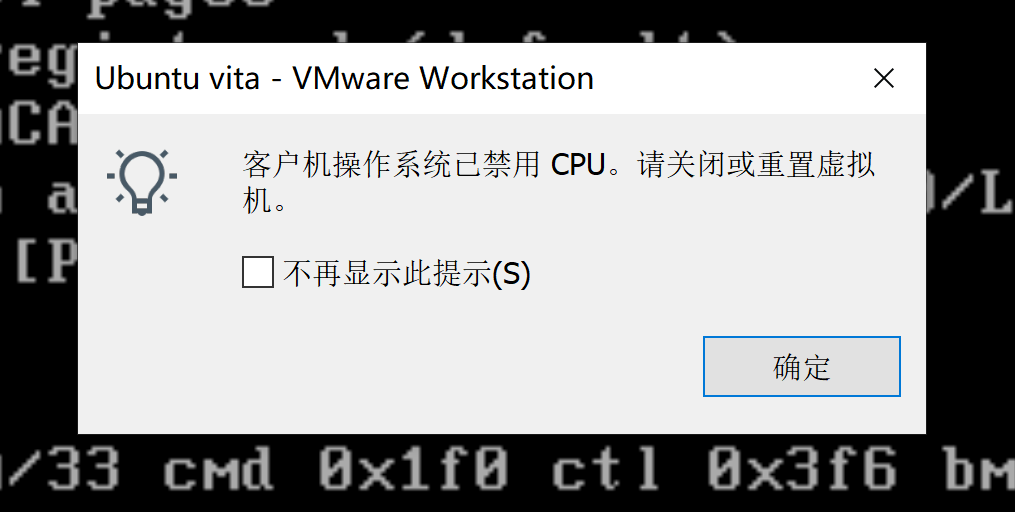 pages
Ubuntu vita - VMware Workstation
客户机操作系统已禁用 CPU。请关闭或重置虚拟
机。
[P
不再显示此提示(S)
确定
/33 cmd 0x1f0 ctl 0x3f6 bm